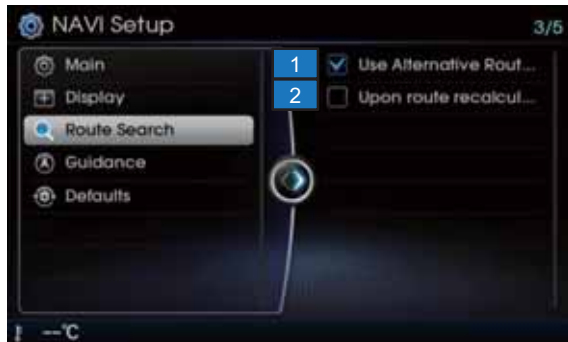 NAVI Setup 3/5
Main
Display
Route Search
Guidance
Defaults
1 Use Alternative Rout...
2 Upon route recalcul...
--°C